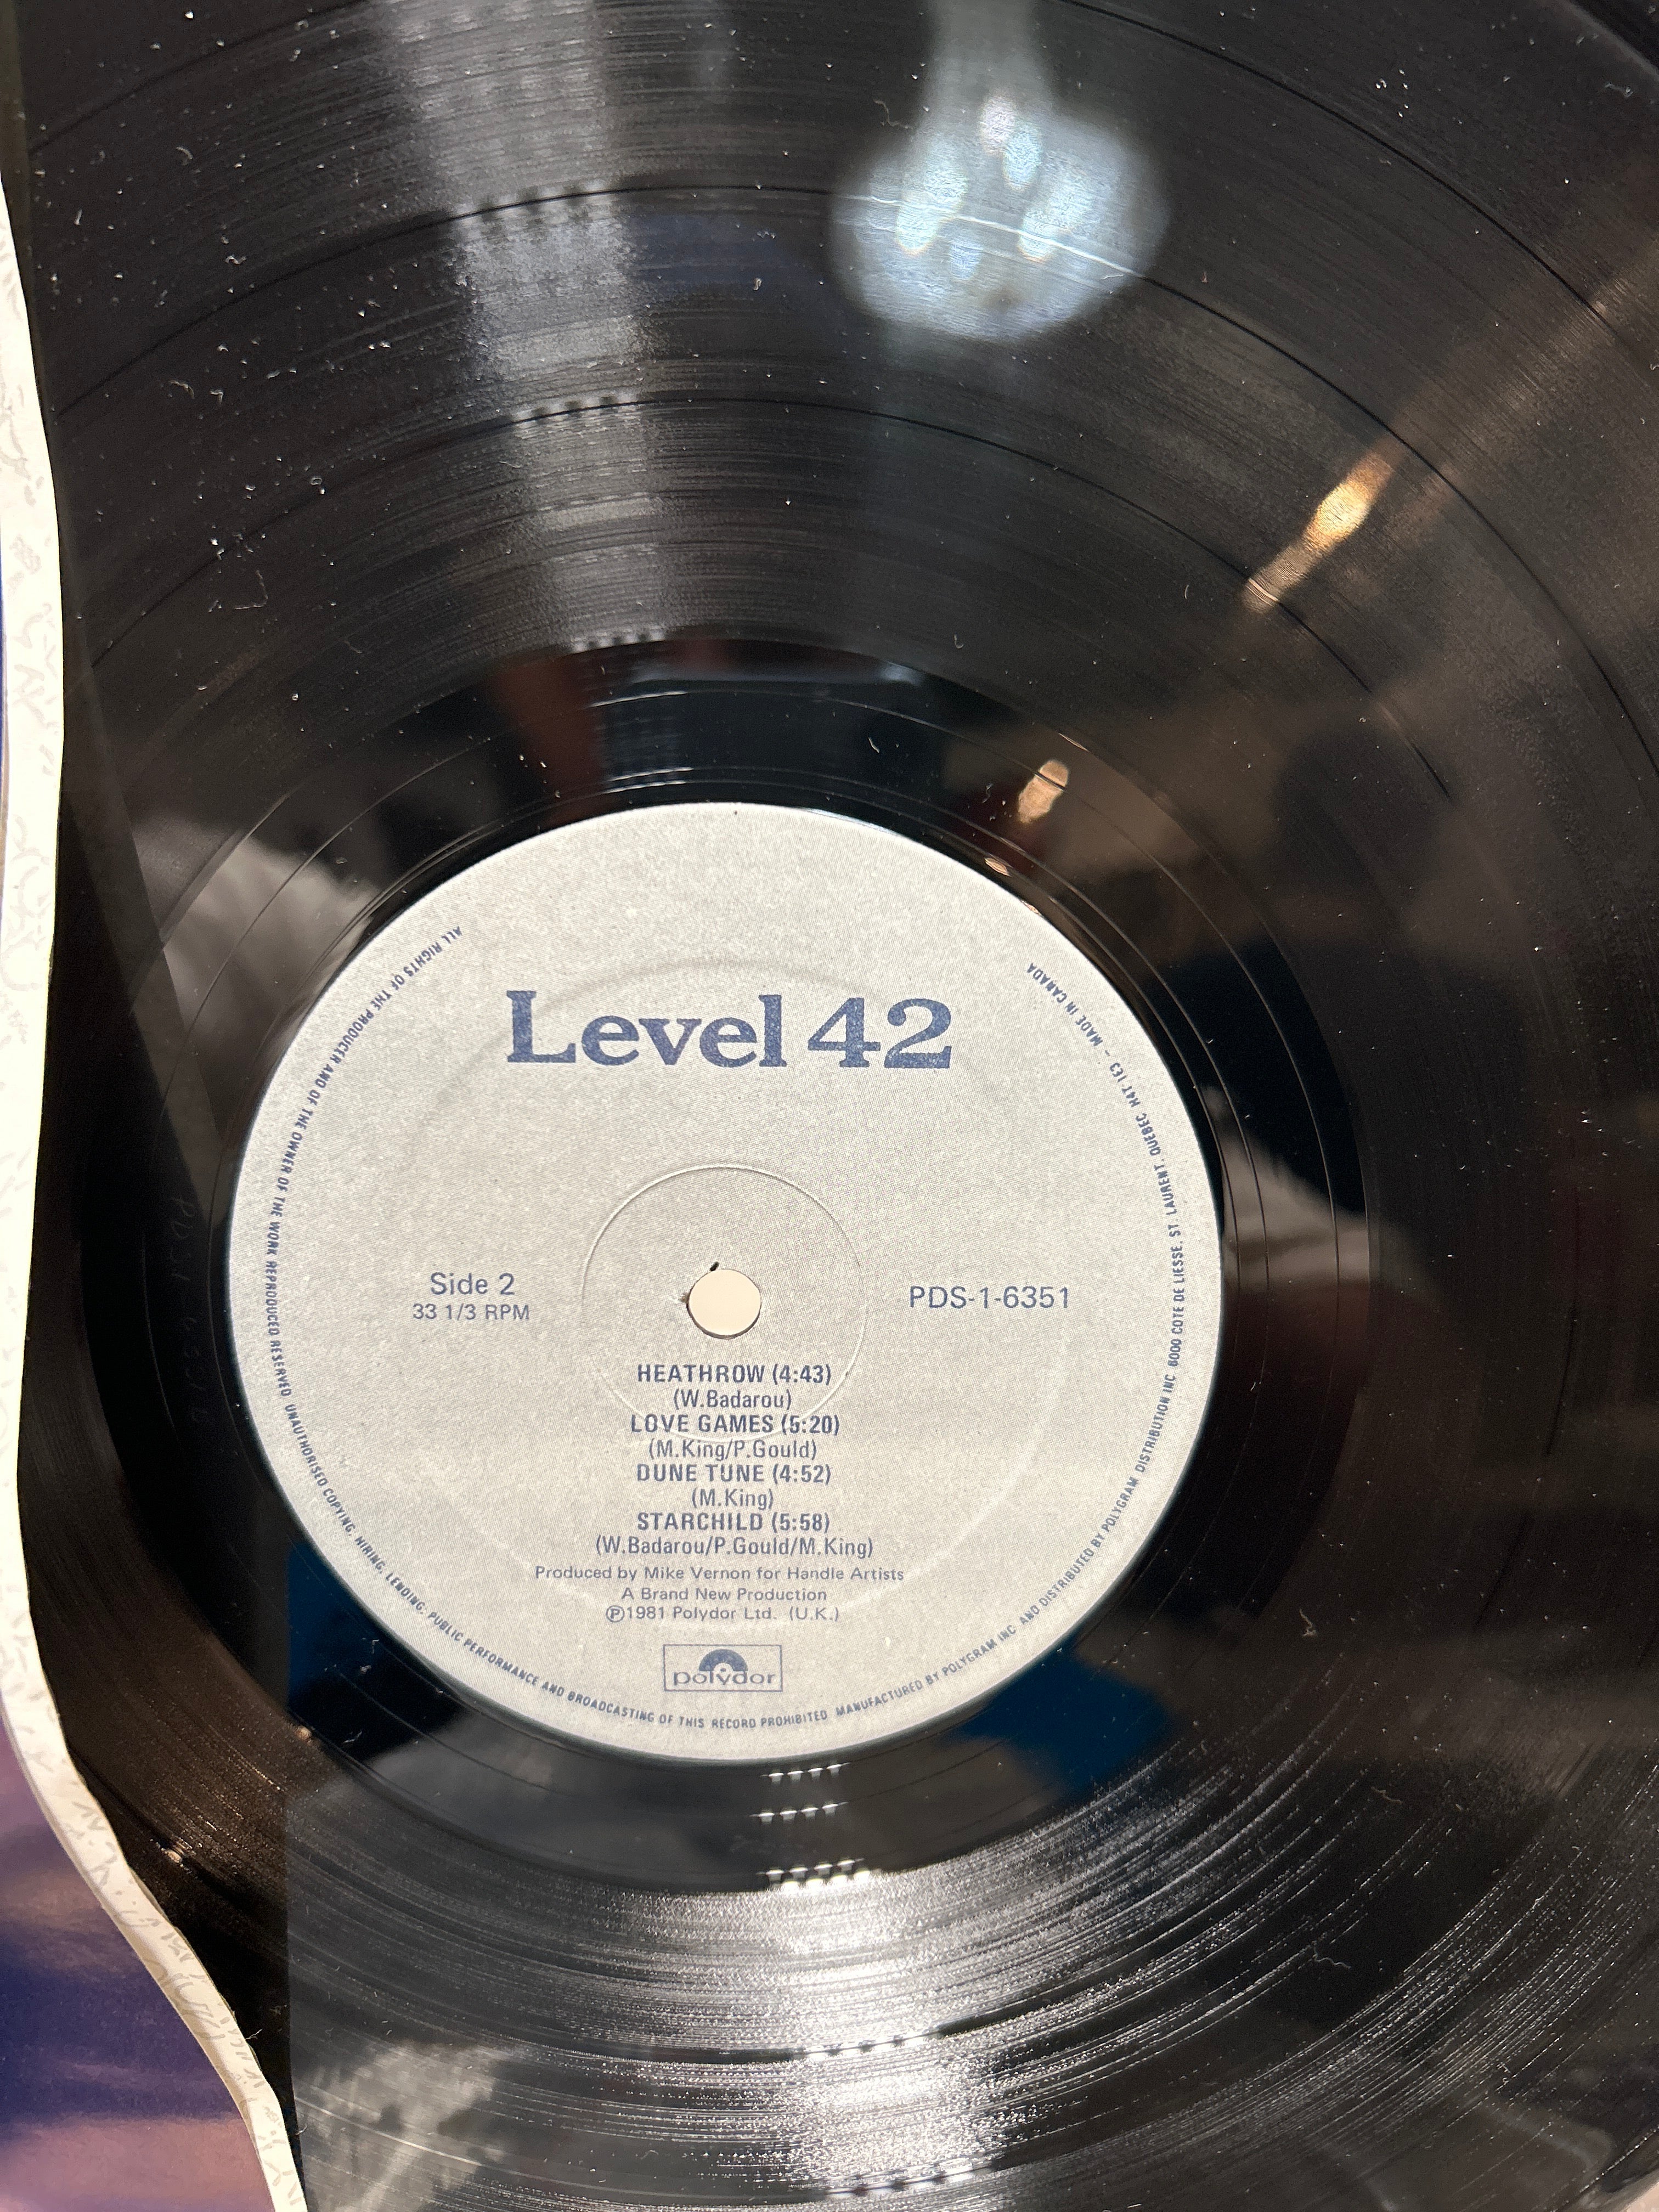 Level 42
Side 2
33 1/3 RPM
PDS-1-6351
HEATHROW (4:43)
(W.Badarou)
LOVE GAMES (5:20)
(M.King/P.Gould)
DUNE TUNE (4:52)
(M.King)
STARCHILD (5:58)
(W.Badarou/P.Gould/M.King)
Produced by Mike Vernon for Handle Artists
A Brand New Production
℗1981 Polydor Ltd. (U.K.)
polydor
ALL RIGHTS OF THE PRODUCER AND OF THE OWNER OF THE WORK REPRODUCED RESERVED UNAUTHORISED COPYING, HIRING, LENDING, PUBLIC PERFORMANCE AND BROADCASTING OF THIS RECORD PROHIBITED MANUFACTURED BY POLYGRAM INC AND DISTRIBUTED BY POLYGRAM DISTRIBUTION INC 6000 COTE DE LIESSE, ST LAURENT, QUEBEC, H4T 1E3 – MADE IN CANADA